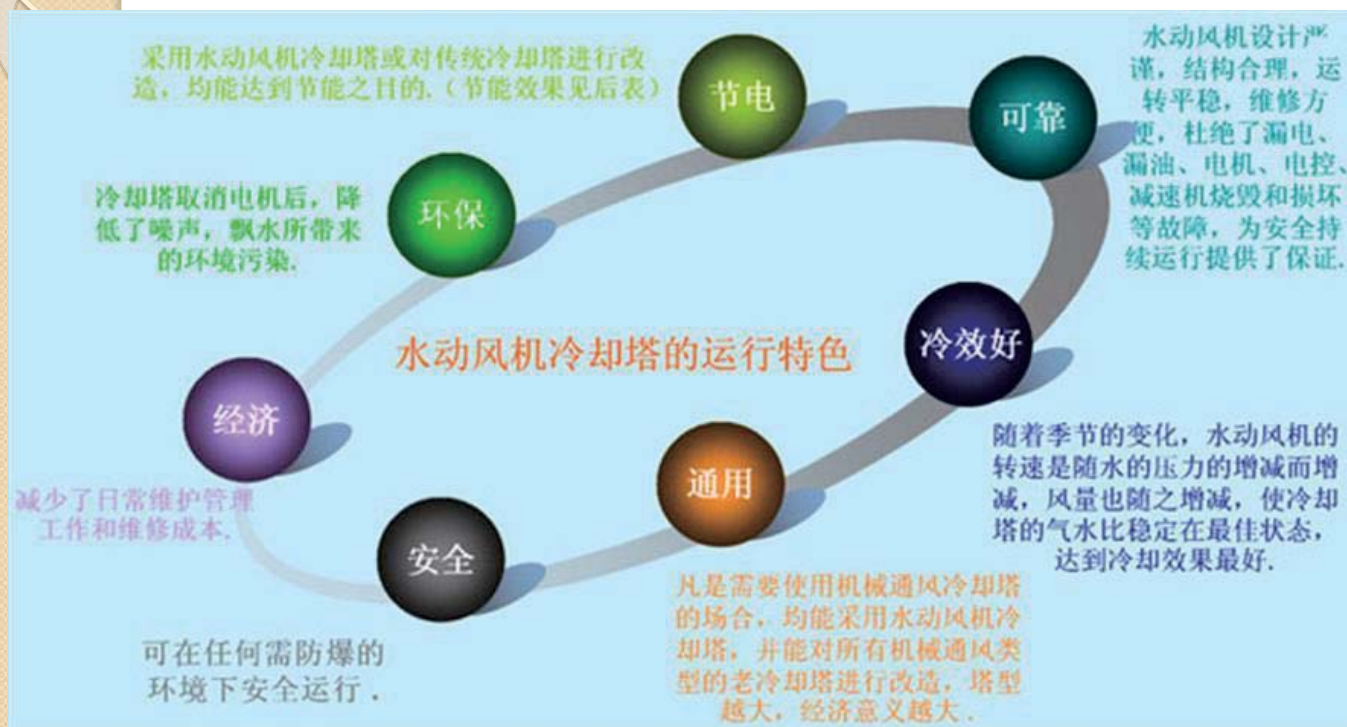 采用水动风机冷却塔或对传统冷却塔进行改
造，均能达到节能之目的.（节能效果见后表）
节电
水动风机设计严
谨，结构合理，运
转平稳，维修方
便，杜绝了漏电、
漏油、电机、电控、
减速机烧毁和损坏
等故障，为安全持
续运行提供了保证.
可靠
冷却塔取消电机后，降
低了噪声，飘水所带来
的环境污染.
环保
水动风机冷却塔的运行特色
冷效好
随着季节的变化，水动风机的
转速是随水的压力的增减而增
减，风量也随之增减，使冷却
塔的气水比稳定在最佳状态，
达到冷却效果最好.
经济
减少了日常维护管理
工作和维修成本.
通用
凡是需要使用机械通风冷却塔
的场合，均能采用水动风机冷
却塔，并能对所有机械通风类
型的老冷却塔进行改造，塔型
越大，经济意义越大.
安全
可在任何需防爆的
环境下安全运行.